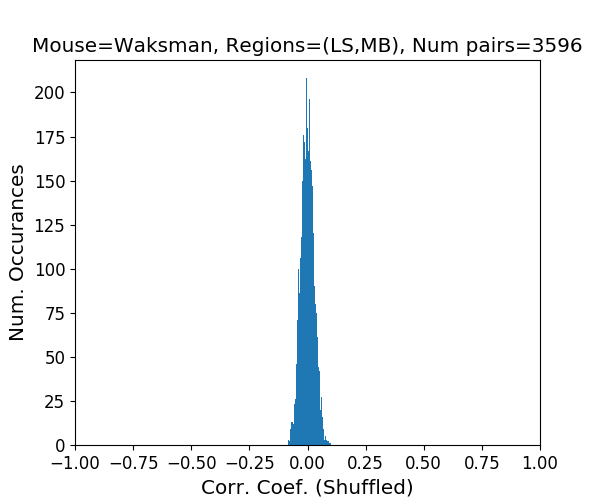 Mouse=Waksman, Regions=(LS,MB), Num pairs=3596
200
175
150
125
100
75
50
25
0
Num. Occurances
−1.00 −0.75 −0.50 −0.25 0.00 0.25 0.50 0.75 1.00
Corr. Coef. (Shuffled)